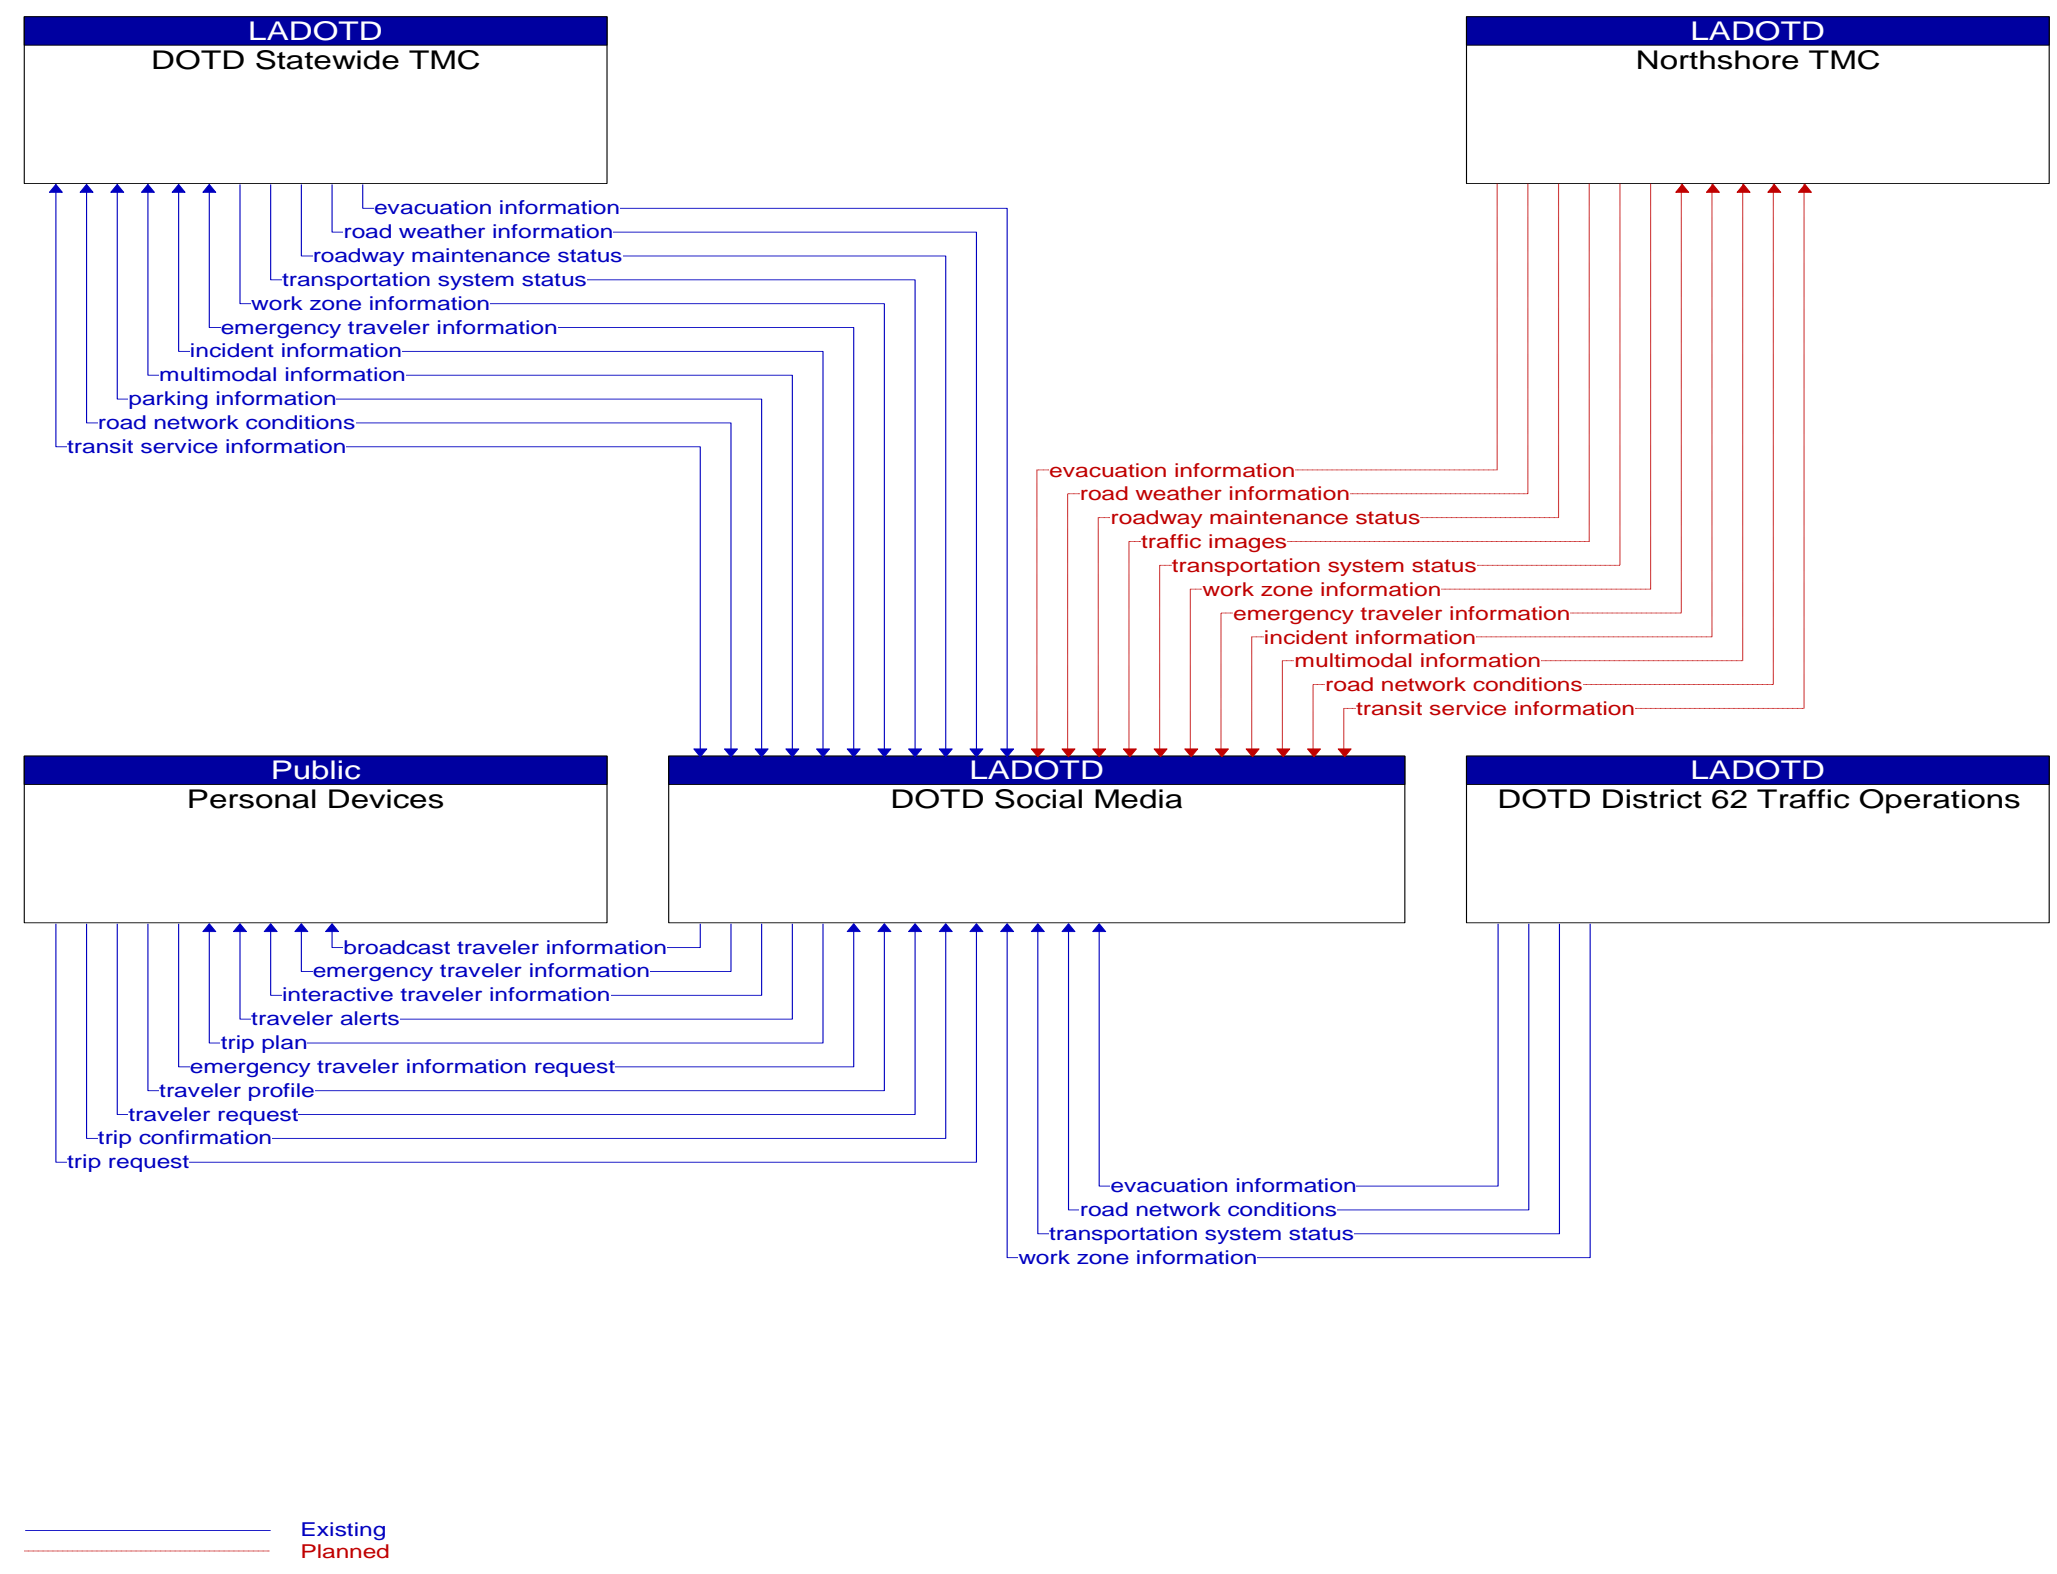 LADOTD
DOTD Statewide TMC
LADOTD
Northshore TMC
evacuation information
road weather information
roadway maintenance status
transportation system status
work zone information
emergency traveler information
incident information
multimodal information
parking information
road network conditions
transit service information
evacuation information
road weather information
roadway maintenance status
traffic images
transportation system status
work zone information
emergency traveler information
incident information
multimodal information
road network conditions
transit service information
Public
Personal Devices
LADOTD
DOTD Social Media
LADOTD
DOTD District 62 Traffic Operations
broadcast traveler information
emergency traveler information
interactive traveler information
traveler alerts
trip plan
emergency traveler information request
traveler profile
traveler request
trip confirmation
trip request
evacuation information
road network conditions
transportation system status
work zone information
Existing
Planned